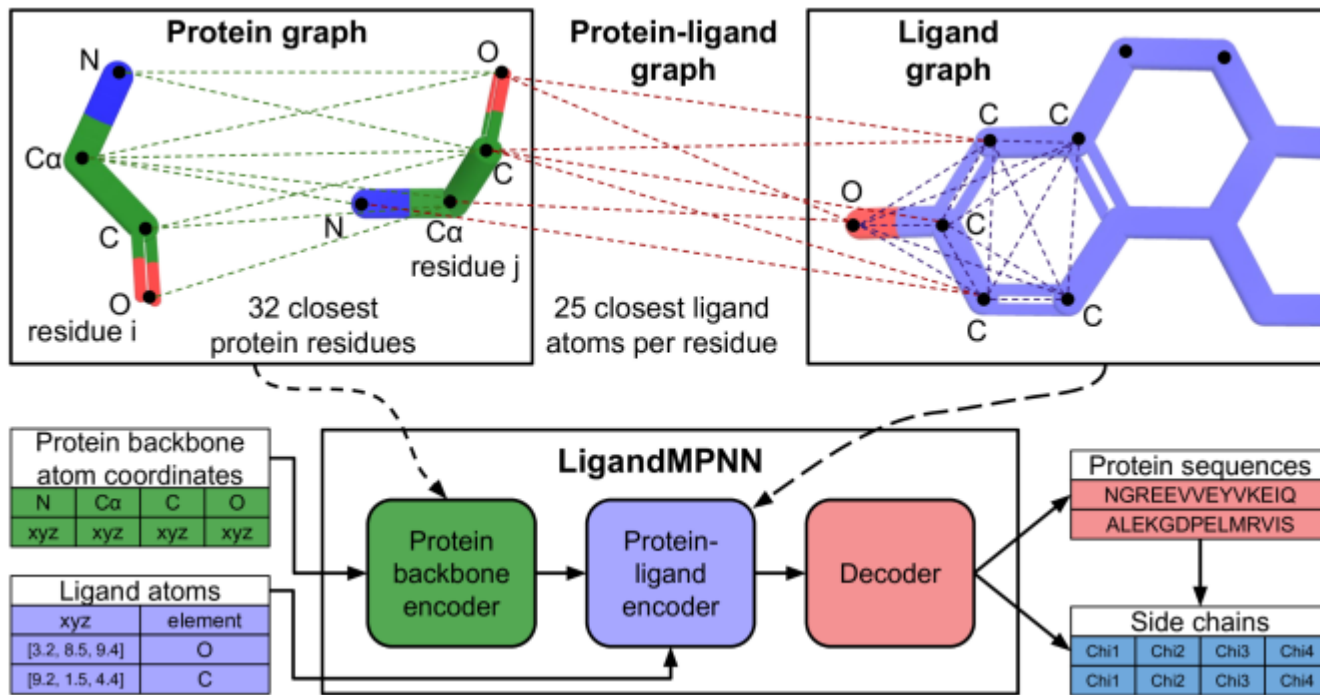 Protein graph
N
O
Cα
C
N
Cα
C
O
residue j
residue i
32 closest
protein residues
Protein-ligand
graph
25 closest ligand
atoms per residue
Ligand
graph
C
C
O
C
C
C
Protein backbone
atom coordinates
N Cα C O
xyz xyz xyz xyz
Ligand atoms
xyz element
[3.2, 8.5, 9.4] O
[9.2, 1.5, 4.4] C
LigandMPNN
Protein
backbone
encoder
Protein-
ligand
encoder
Decoder
Protein sequences
NGREEVVEYVKEIQ
ALEKGDPELMRVIS
Side chains
Chi1 Chi2 Chi3 Chi4
Chi1 Chi2 Chi3 Chi4